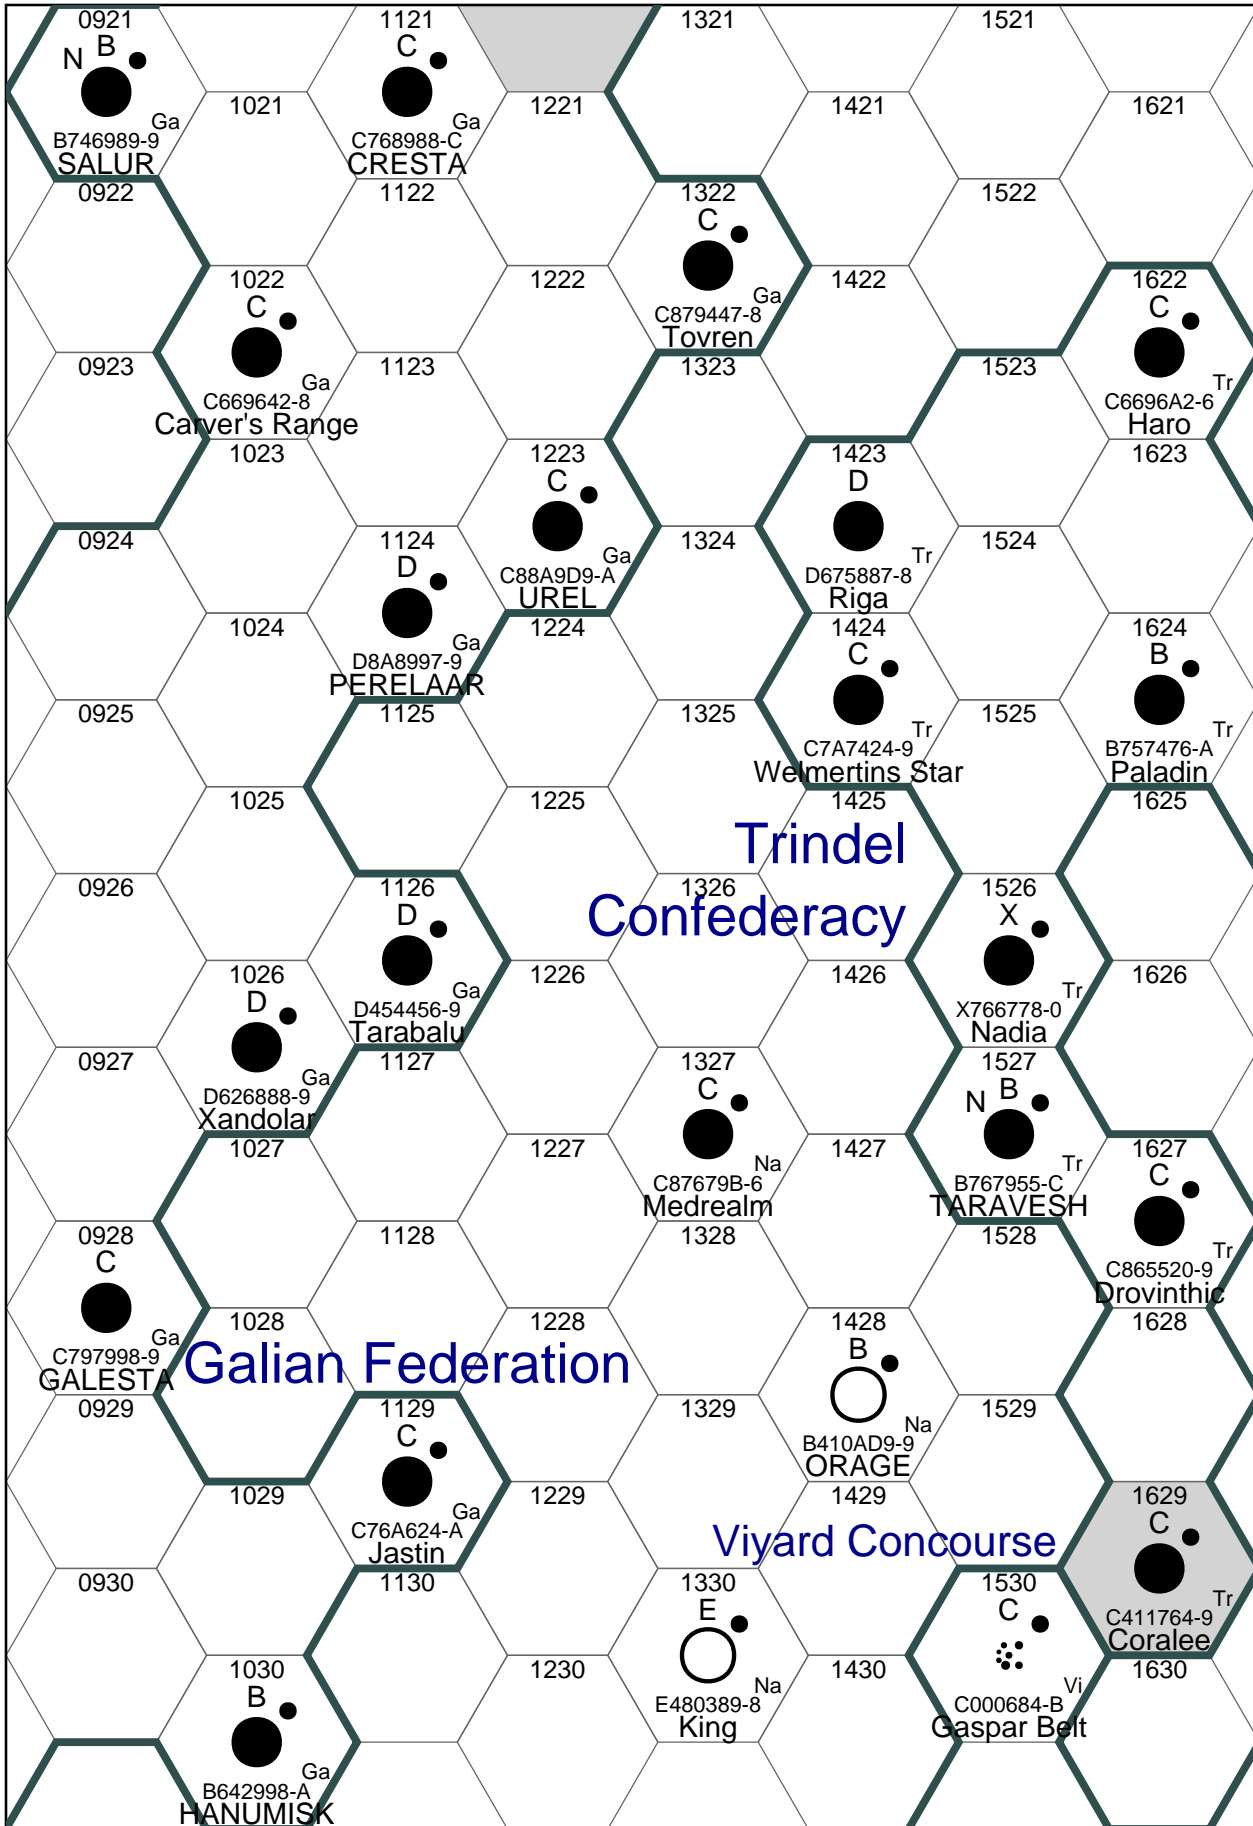 0921 1121 1321 1521
B C
N
Ga Ga
B746989-9 C768988-C
SALUR CRESTA
1021 1221 1421 1621
0922 1122 1322 1522
C
Ga
C879447-8
Tovren
1022 1222 1422 1622
C C
Ga Tr
C669642-8 C6696A2-6
Carver's Range Haro
0923 1123 1323 1523
1023 1223 1423 1623
C D
Ga Tr
C88A9D9-A D675887-8
UREL Riga
0924 1124 1324 1524
D
Ga
D8A8997-9
PERELAAR
1024 1224 1424 1624
C B
Tr Tr
C7A7424-9 B757476-A
Welmertins Star Paladin
0925 1125 1325 1525
1025 1225 1425 1625
Trindel
Confederacy
0926 1126 1326 1526
D X
Ga Tr
D454456-9 X766778-0
Tarabalu Nadia
1026 1226 1426 1626
D
Ga
D626888-9
Xandolar
0927 1127 1327 1527
C N B
Na Tr
C87679B-6 B767955-C
Medrealm TARAVESH
1027 1227 1427 1627
C
Tr
C865520-9
Drovinthic
0928 1128 1328 1528
C
Ga
C797998-9
GALESTA
1028 1228 1428 1628
B
Na
B410AD9-9
ORAGE
Galian Federation
0929 1129 1329 1529
C
Ga
C76A624-A
Jastin
1029 1229 1429 1629
C
Tr
C411764-9
Coralee
Viyard Concourse
0930 1130 1330 1530
E C
Na Vi
E480389-8 C000684-B
King Gaspar Belt
1030 1230 1430 1630
B
Ga
B642998-A
HANUMISK